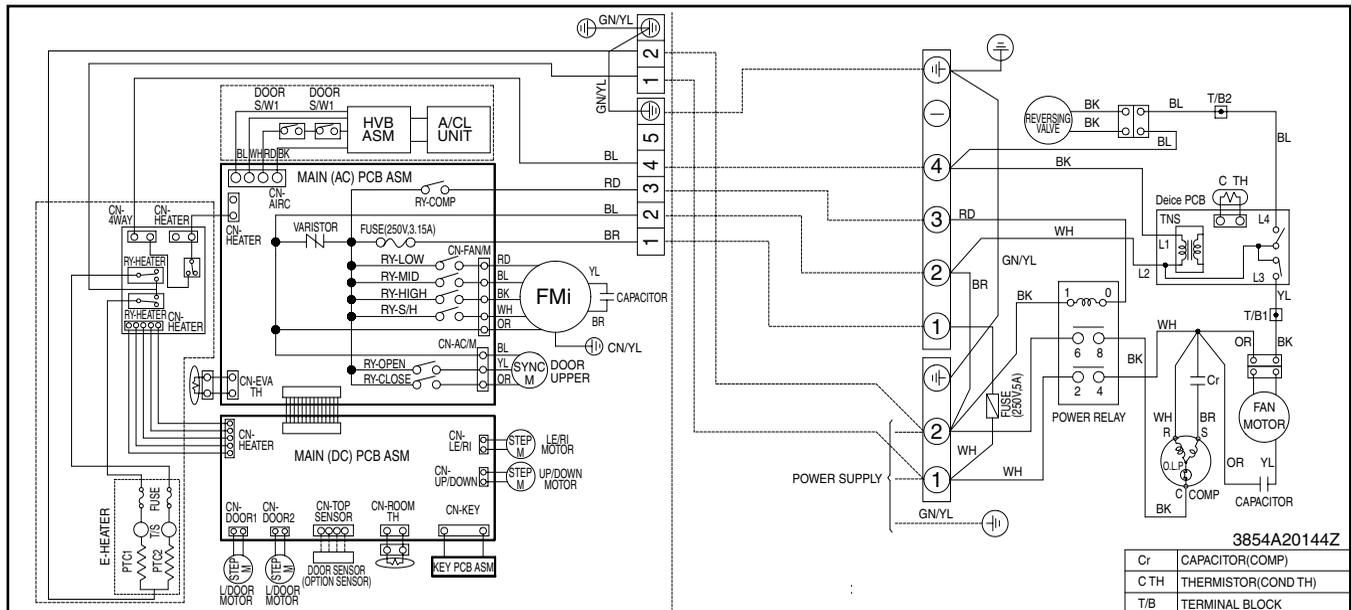 GN/YL
2
1
GN/YL
5
4
3
2
1
DOOR
S/W1
DOOR
S/W1
HVB
ASM
A/CL
UNIT
BL WHRD BK
CN-
AIRC
MAIN (AC) PCB ASM
RY-COMP
BL
RD
BL
BR
CN-
4WAY
CN-
HEATER
CN-
HEATER
VARISTOR
FUSE(250V,3.15A)
CN-FAN/M
RY-LOW
RY-MID
RY-HIGH
RY-S/H
RD
BL
BK
WH
OR
FMi
YL
CAPACITOR
BR
CN/YL
RY-HEATER
RY-HEATER
CN-
HEATER
CN-AC/M
BL
YL
OR
RY-OPEN
RY-CLOSE
SYNC
M
DOOR
UPPER
CN-EVA
TH
CN-
HEATER
MAIN (DC) PCB ASM
CN-
LE/RI
STEP
M
LE/RI
MOTOR
CN-
UP/DOWN
STEP
M
UP/DOWN
MOTOR
CN-
DOOR1
CN-
DOOR2
CN-TOP
SENSOR
CN-ROOM
TH
CN-KEY
E-HEATER
FUSE
T/S
PTC1
PTC2
STEP
M
L/DOOR
MOTOR
STEP
M
L/DOOR
MOTOR
DOOR SENSOR
(OPTION SENSOR)
KEY PCB ASM
4
3
2
1
2
1
REVERSING
VALVE
BK
BK
BL
T/B2
BL
BL
BK
C TH
Deice PCB
TNS
L4
L1
L2
L3
RD
WH
GN/YL
BR
BK
1
0
6
8
2
4
POWER RELAY
BK
WH
YL
T/B1
OR
BK
Cr
FAN
MOTOR
WH
BR
R
S
O.L.P
C
COMP
OR
YL
CAPACITOR
BK
FUSE
(250V,5A)
WH
WH
POWER SUPPLY
GN/YL
3854A20144Z
Cr CAPACITOR(COMP)
C TH THERMISTOR(COND TH)
T/B TERMINAL BLOCK